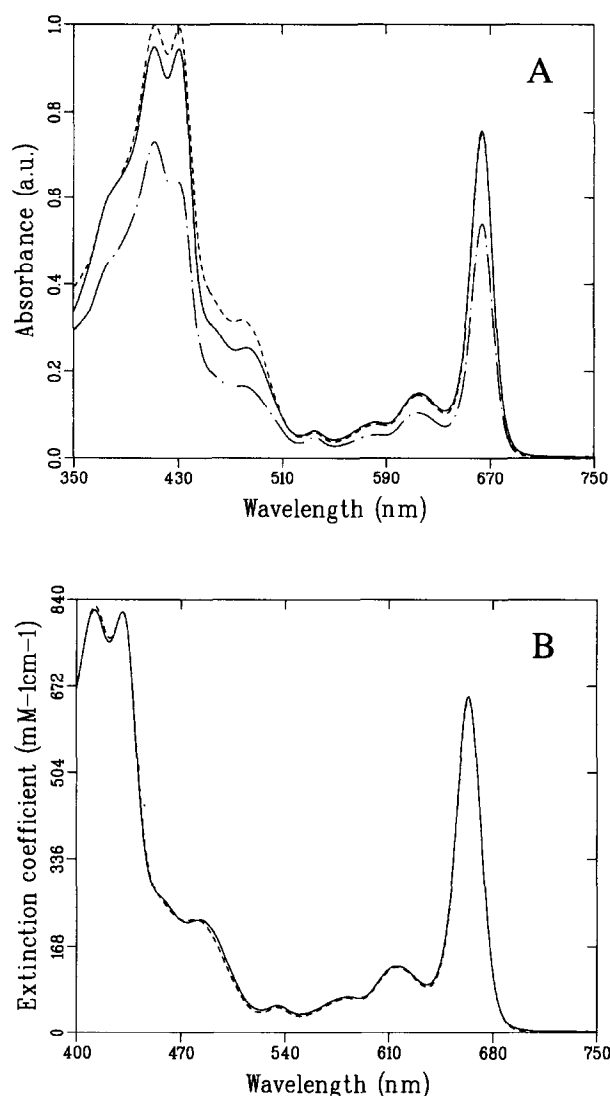 A
Absorbance (a.u.)
1.0
0.8
0.6
0.4
0.2
0.0
350 430 510 590 670 750
Wavelength (nm)
B
Extinction coefficient (mM-1cm-1)
840
672
504
336
168
0
400 470 540 610 680 750
Wavelength (nm)